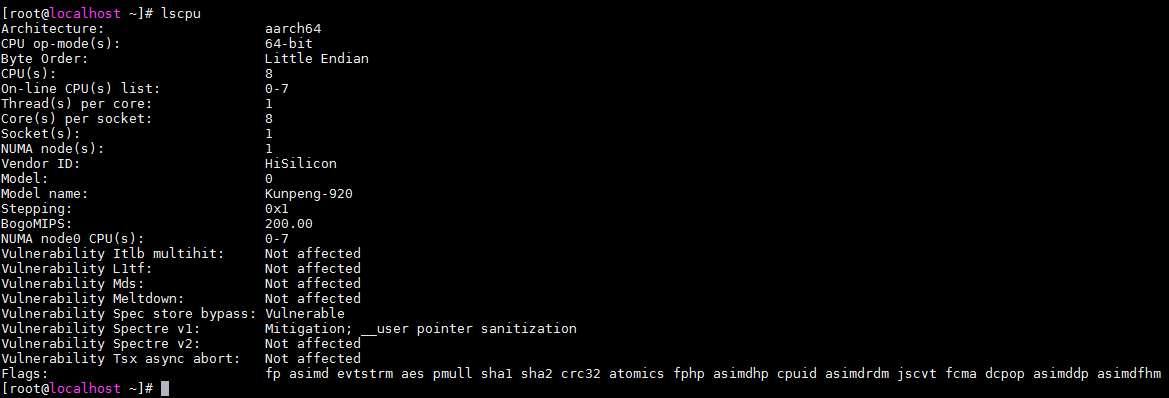 [root@localhost ~]# lscpu
Architecture:                    aarch64
CPU op-mode(s):                  64-bit
Byte Order:                      Little Endian
CPU(s):                          8
On-line CPU(s) list:             0-7
Thread(s) per core:              1
Core(s) per socket:              8
Socket(s):                       1
NUMA node(s):                    1
Vendor ID:                       HiSilicon
Model:                           0
Model name:                      Kunpeng-920
Stepping:                        0x1
BogoMIPS:                        200.00
NUMA node0 CPU(s):               0-7
Vulnerability Itlb multihit:     Not affected
Vulnerability L1tf:              Not affected
Vulnerability Mds:               Not affected
Vulnerability Meltdown:          Not affected
Vulnerability Spec store bypass: Vulnerable
Vulnerability Spectre v1:        Mitigation; __user pointer sanitization
Vulnerability Spectre v2:        Not affected
Vulnerability Tsx async abort:   Not affected
Flags:                           fp asimd evtstrm aes pmull sha1 sha2 crc32 atomics fphp asimdhp cpuid asimdrdm jscvt fcma dcpop asimddp asimdfhm
[root@localhost ~]#